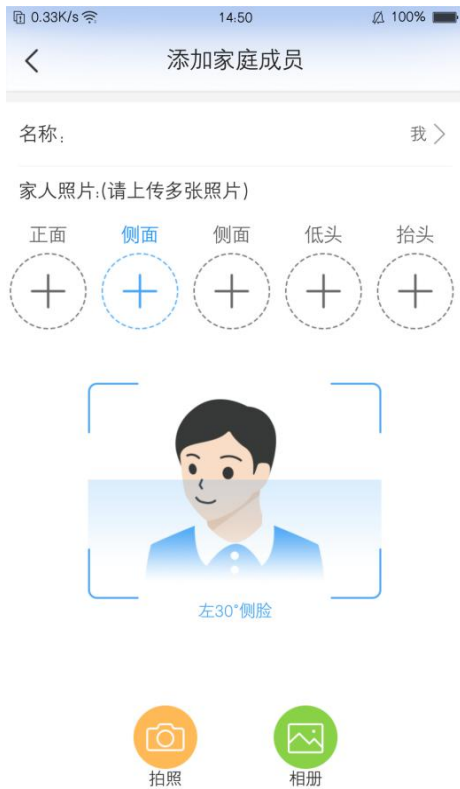 0.33K/s 14:50 100%
添加家庭成员
名称: 我
家人照片:(请上传多张照片)
正面 侧面 侧面 低头 抬头
左30°侧脸
拍照 相册